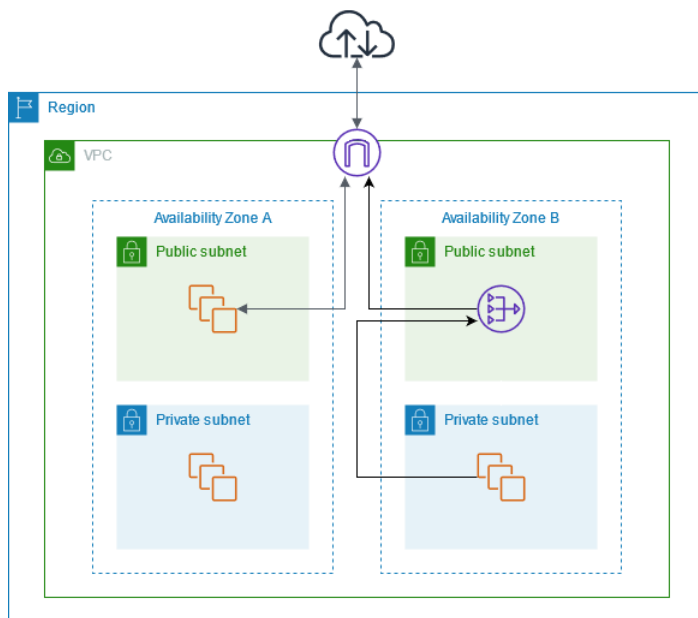 Region
VPC
Availability Zone A
Availability Zone B
Public subnet
Public subnet
Private subnet
Private subnet